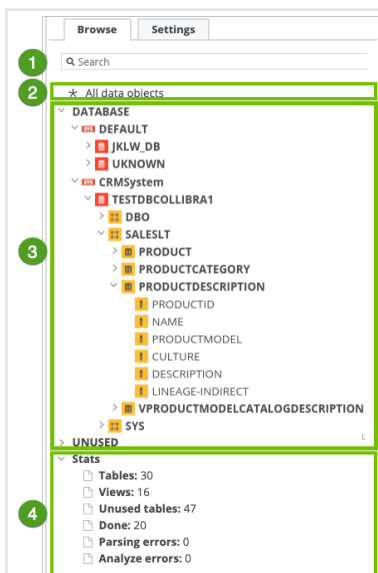 Browse Settings
1 Search
2 All data objects
DATABASE
SYS DEFAULT
JKLW_DB
UKNOWN
SYS CRMSystem
TESTDBCOLLIBRA1
DBO
SALESLT
3 PRODUCT
PRODUCTCATEGORY
PRODUCTDESCRIPTION
PRODUCTID
NAME
PRODUCTMODEL
CULTURE
DESCRIPTION
LINEAGE-INDIRECT
VPRODUCTMODELCATALOGDESCRIPTION
SYS
UNUSED
Stats
Tables: 30
Views: 16
Unused tables: 47
4 Done: 20
Parsing errors: 0
Analyze errors: 0